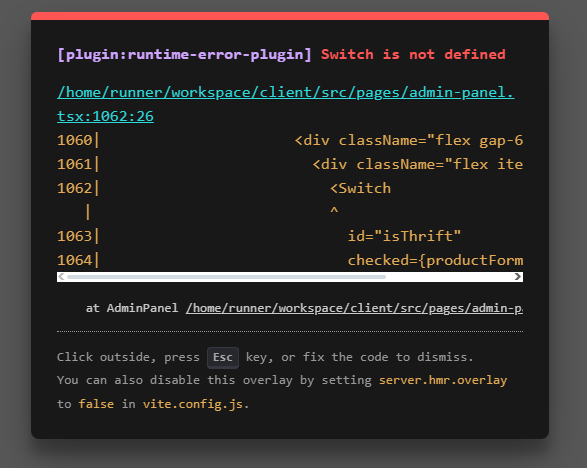 [plugin:runtime-error-plugin] Switch is not defined
/home/runner/workspace/client/src/pages/admin-panel.
tsx:1062:26
1060| <div className="flex gap-6
1061| <div className="flex ite
1062| <Switch
| ^
1063| id="isThrift"
1064| checked={productForm
at AdminPanel /home/runner/workspace/client/src/pages/admin-p
Click outside, press Esc key, or fix the code to dismiss.
You can also disable this overlay by setting server.hmr.overlay
to false in vite.config.js.